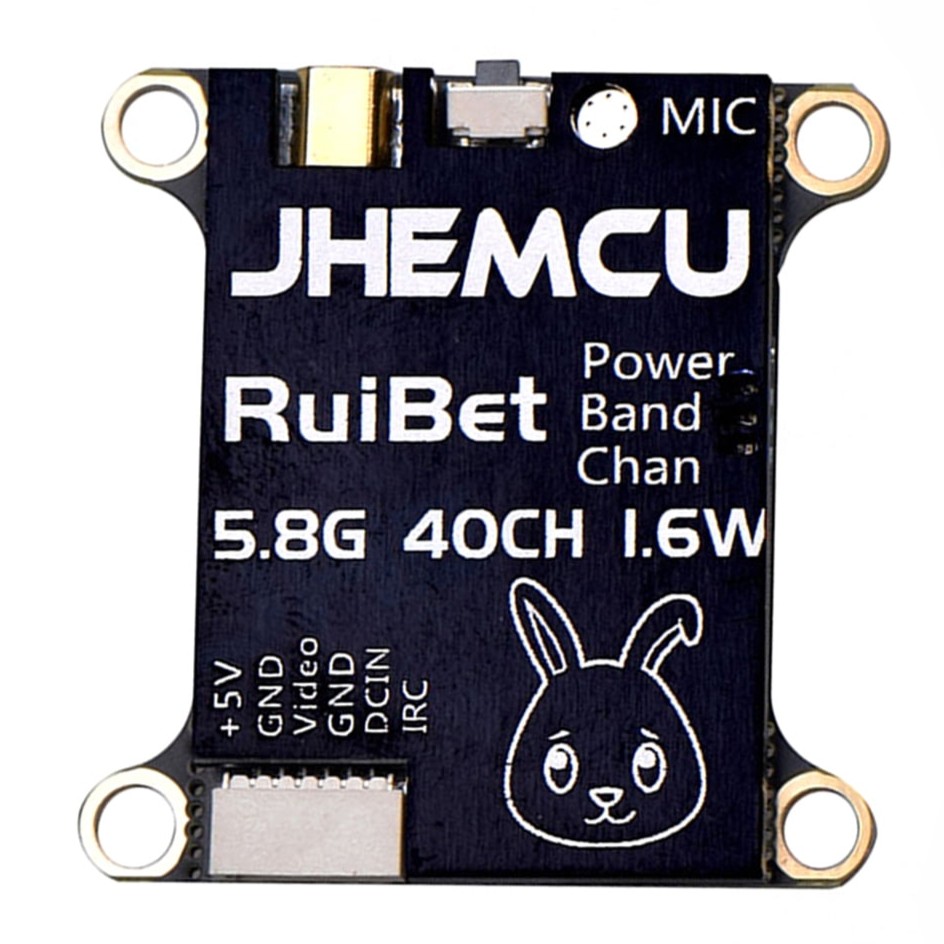 MIC
JHEMCU
RuiBet
Power
Band
Chan
5.8G 40CH 1.6W
+5V
GND
Video
GND
DCIN
IRC